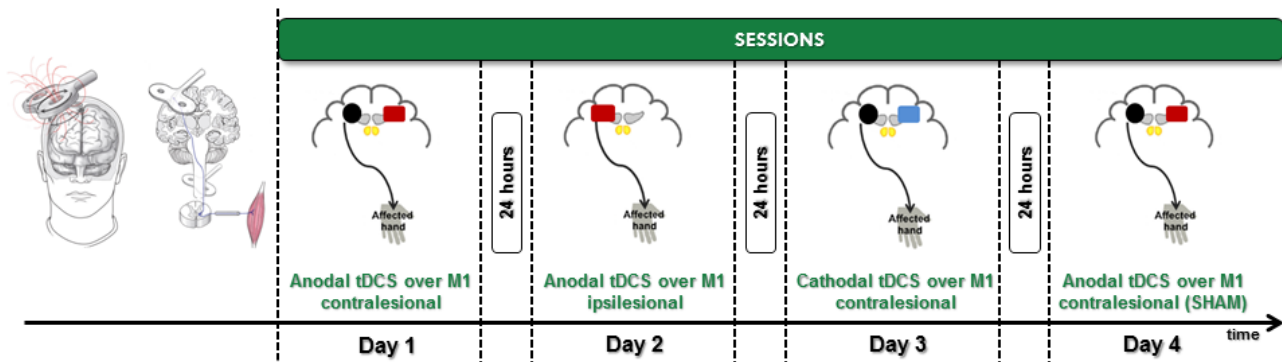 SESSIONS
Affected
hand
24 hours
Affected
hand
24 hours
Affected
hand
24 hours
Affected
hand
Anodal tDCS over M1
contralesional
Anodal tDCS over M1
ipsilesional
Cathodal tDCS over M1
contralesional
Anodal tDCS over M1
contralesional (SHAM)
time
Day 1
Day 2
Day 3
Day 4